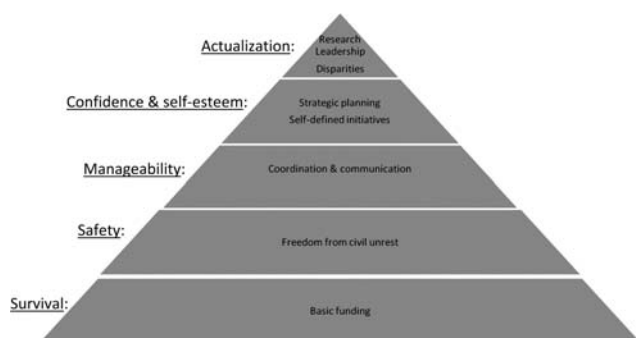 Actualization:
Research
Leadership
Disparities
Confidence & self-esteem:
Strategic planning
Self-defined initiatives
Manageability:
Coordination & communication
Safety:
Freedom from civil unrest
Survival:
Basic funding